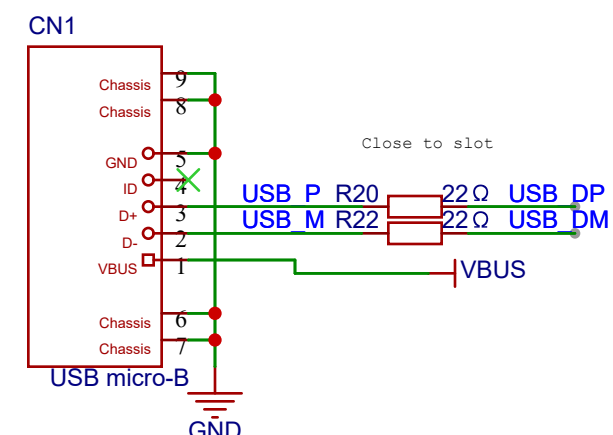 CN1
Chassis 9
Chassis 8
Close to slot
GND 5
ID 4
D+ 3 USB_P R20 22Ω USB_DP
D- 2 USB_M R22 22Ω USB_DM
VBUS 1 VBUS
Chassis 6
Chassis 7
USB micro-B
GND